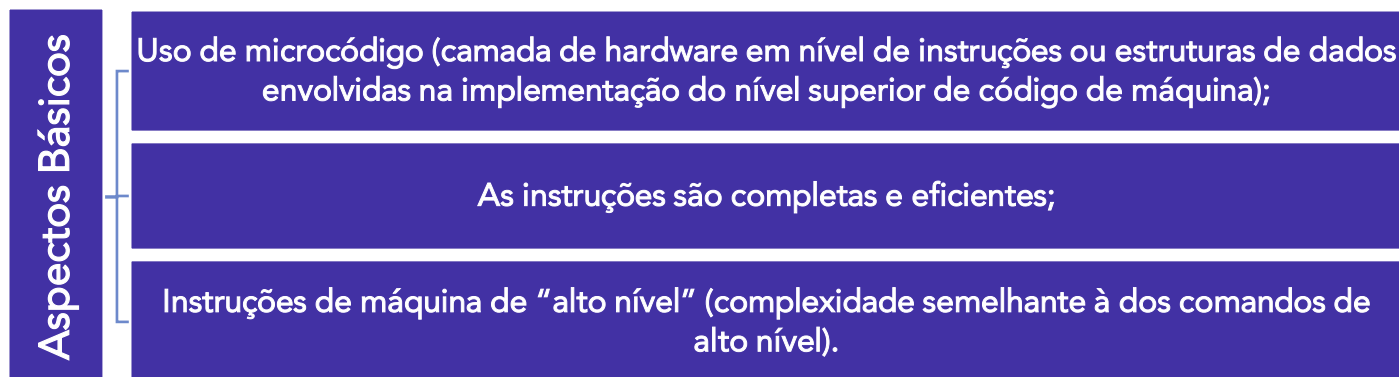 Aspectos Básicos
Uso de microcódigo (camada de hardware em nível de instruções ou estruturas de dados
envolvidas na implementação do nível superior de código de máquina);
As instruções são completas e eficientes;
Instruções de máquina de “alto nível” (complexidade semelhante à dos comandos de
alto nível).